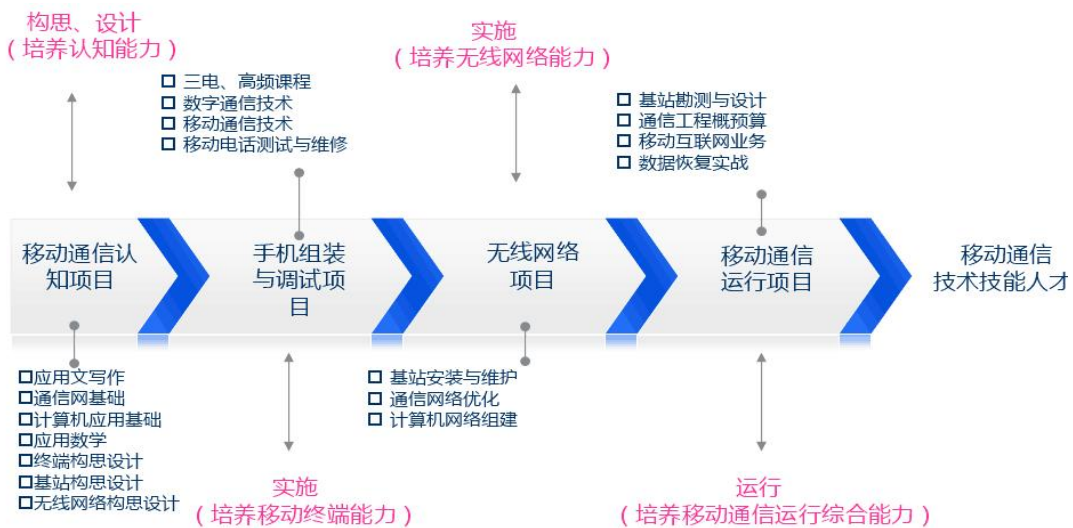 构思、设计
（培养认知能力）
实施
（培养无线网络能力）
三电、高频课程
数字通信技术
移动通信技术
移动电话测试与维修
基站勘测与设计
通信工程概预算
移动互联网业务
数据恢复实战
移动通信认
知项目
手机组装
与调试项
目
无线网络
项目
移动通信
运行项目
移动通信
技术技能人才
应用文写作
通信网基础
计算机应用基础
应用数学
终端构思设计
基站构思设计
无线网络构思设计
基站安装与维护
通信网络优化
计算机网络组建
实施
（培养移动终端能力）
运行
（培养移动通信运行综合能力）